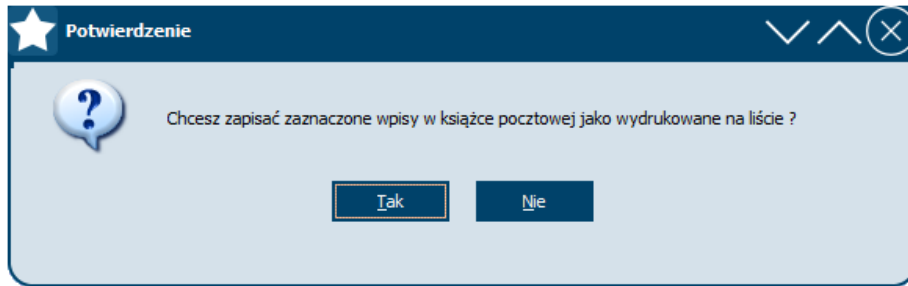 Potwierdzenie
Chcesz zapisać zaznaczone wpisy w książce pocztowej jako wydrukowane na liście ?
Tak
Nie